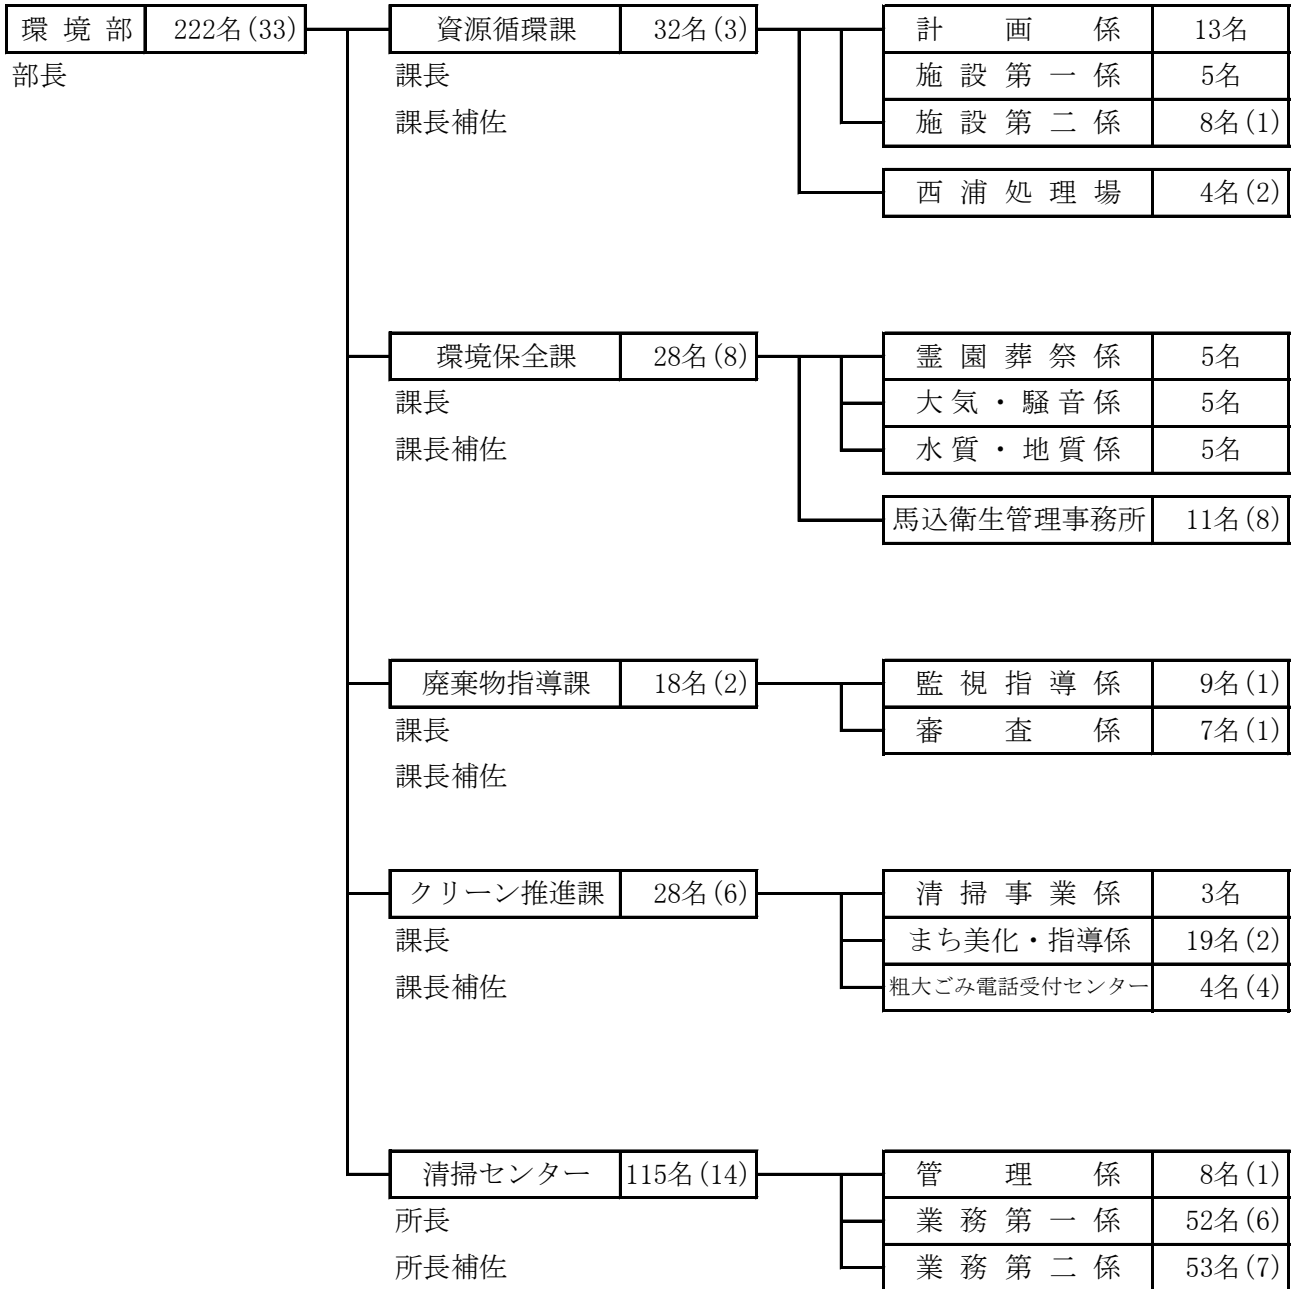 環境部 222名(33) 資源循環課 32名(3) 計画係 13名
部長 課長 施設第一係 5名
課長補佐 施設第二係 8名(1)
西浦処理場 4名(2)
環境保全課 28名(8) 霊園葬祭係 5名
課長 大気・騒音係 5名
課長補佐 水質・地質係 5名
馬込衛生管理事務所 11名(8)
廃棄物指導課 18名(2) 監視指導係 9名(1)
課長 審査係 7名(1)
課長補佐
クリーン推進課 28名(6) 清掃事業係 3名
課長 まち美化・指導係 19名(2)
課長補佐 粗大ごみ電話受付センター 4名(4)
清掃センター 115名(14) 管理係 8名(1)
所長 業務第一係 52名(6)
所長補佐 業務第二係 53名(7)